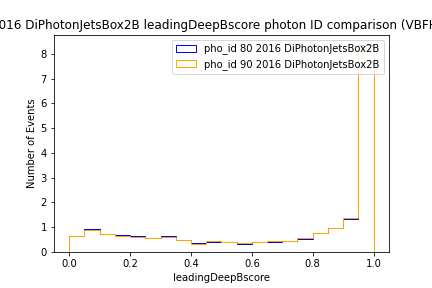 016 DiPhotonJetsBox2B leadingDeepBscore photon ID comparison (VBFH
pho_id 80 2016 DiPhotonJetsBox2B
pho_id 90 2016 DiPhotonJetsBox2B
Number of Events
8
7
6
5
4
3
2
1
0
0.0 0.2 0.4 0.6 0.8 1.0
leadingDeepBscore